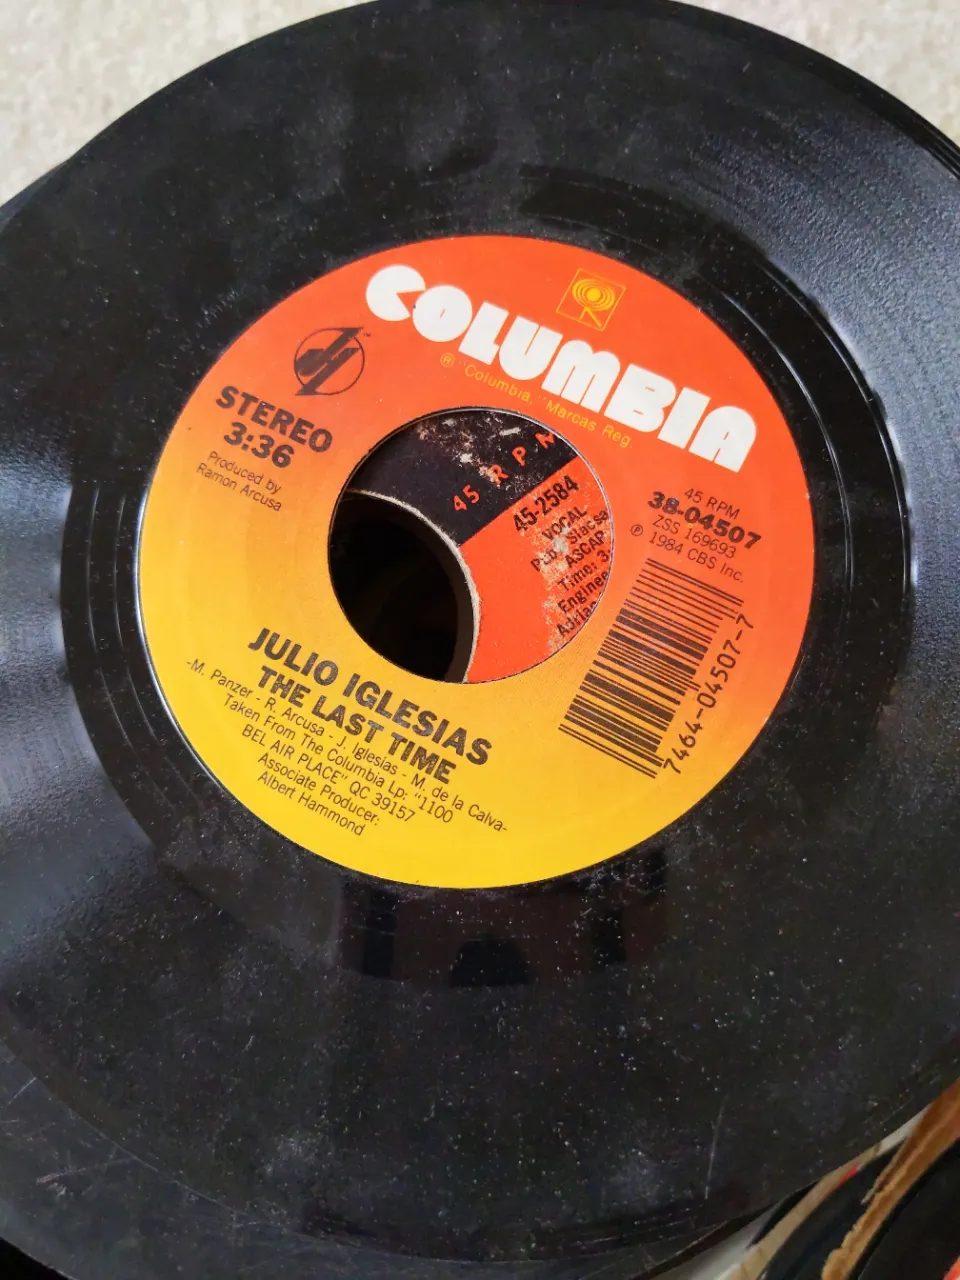 COLUMBIA
® "Columbia," Marcas Reg.
STEREO
3:36
Produced by
Ramon Arcusa
45 RPM
38-04507
ZSS 169693
℗ 1984 CBS Inc.
7464-04507-7
45 RPM
45-2584
VOCAL
ASCAP
Time: 3
JULIO IGLESIAS
THE LAST TIME
-M. Panzer - R. Arcusa - J. Iglesias - M. de la Calva-
Taken From The Columbia Lp: "1100
BEL AIR PLACE" QC 39157
Associate Producer:
Albert Hammond